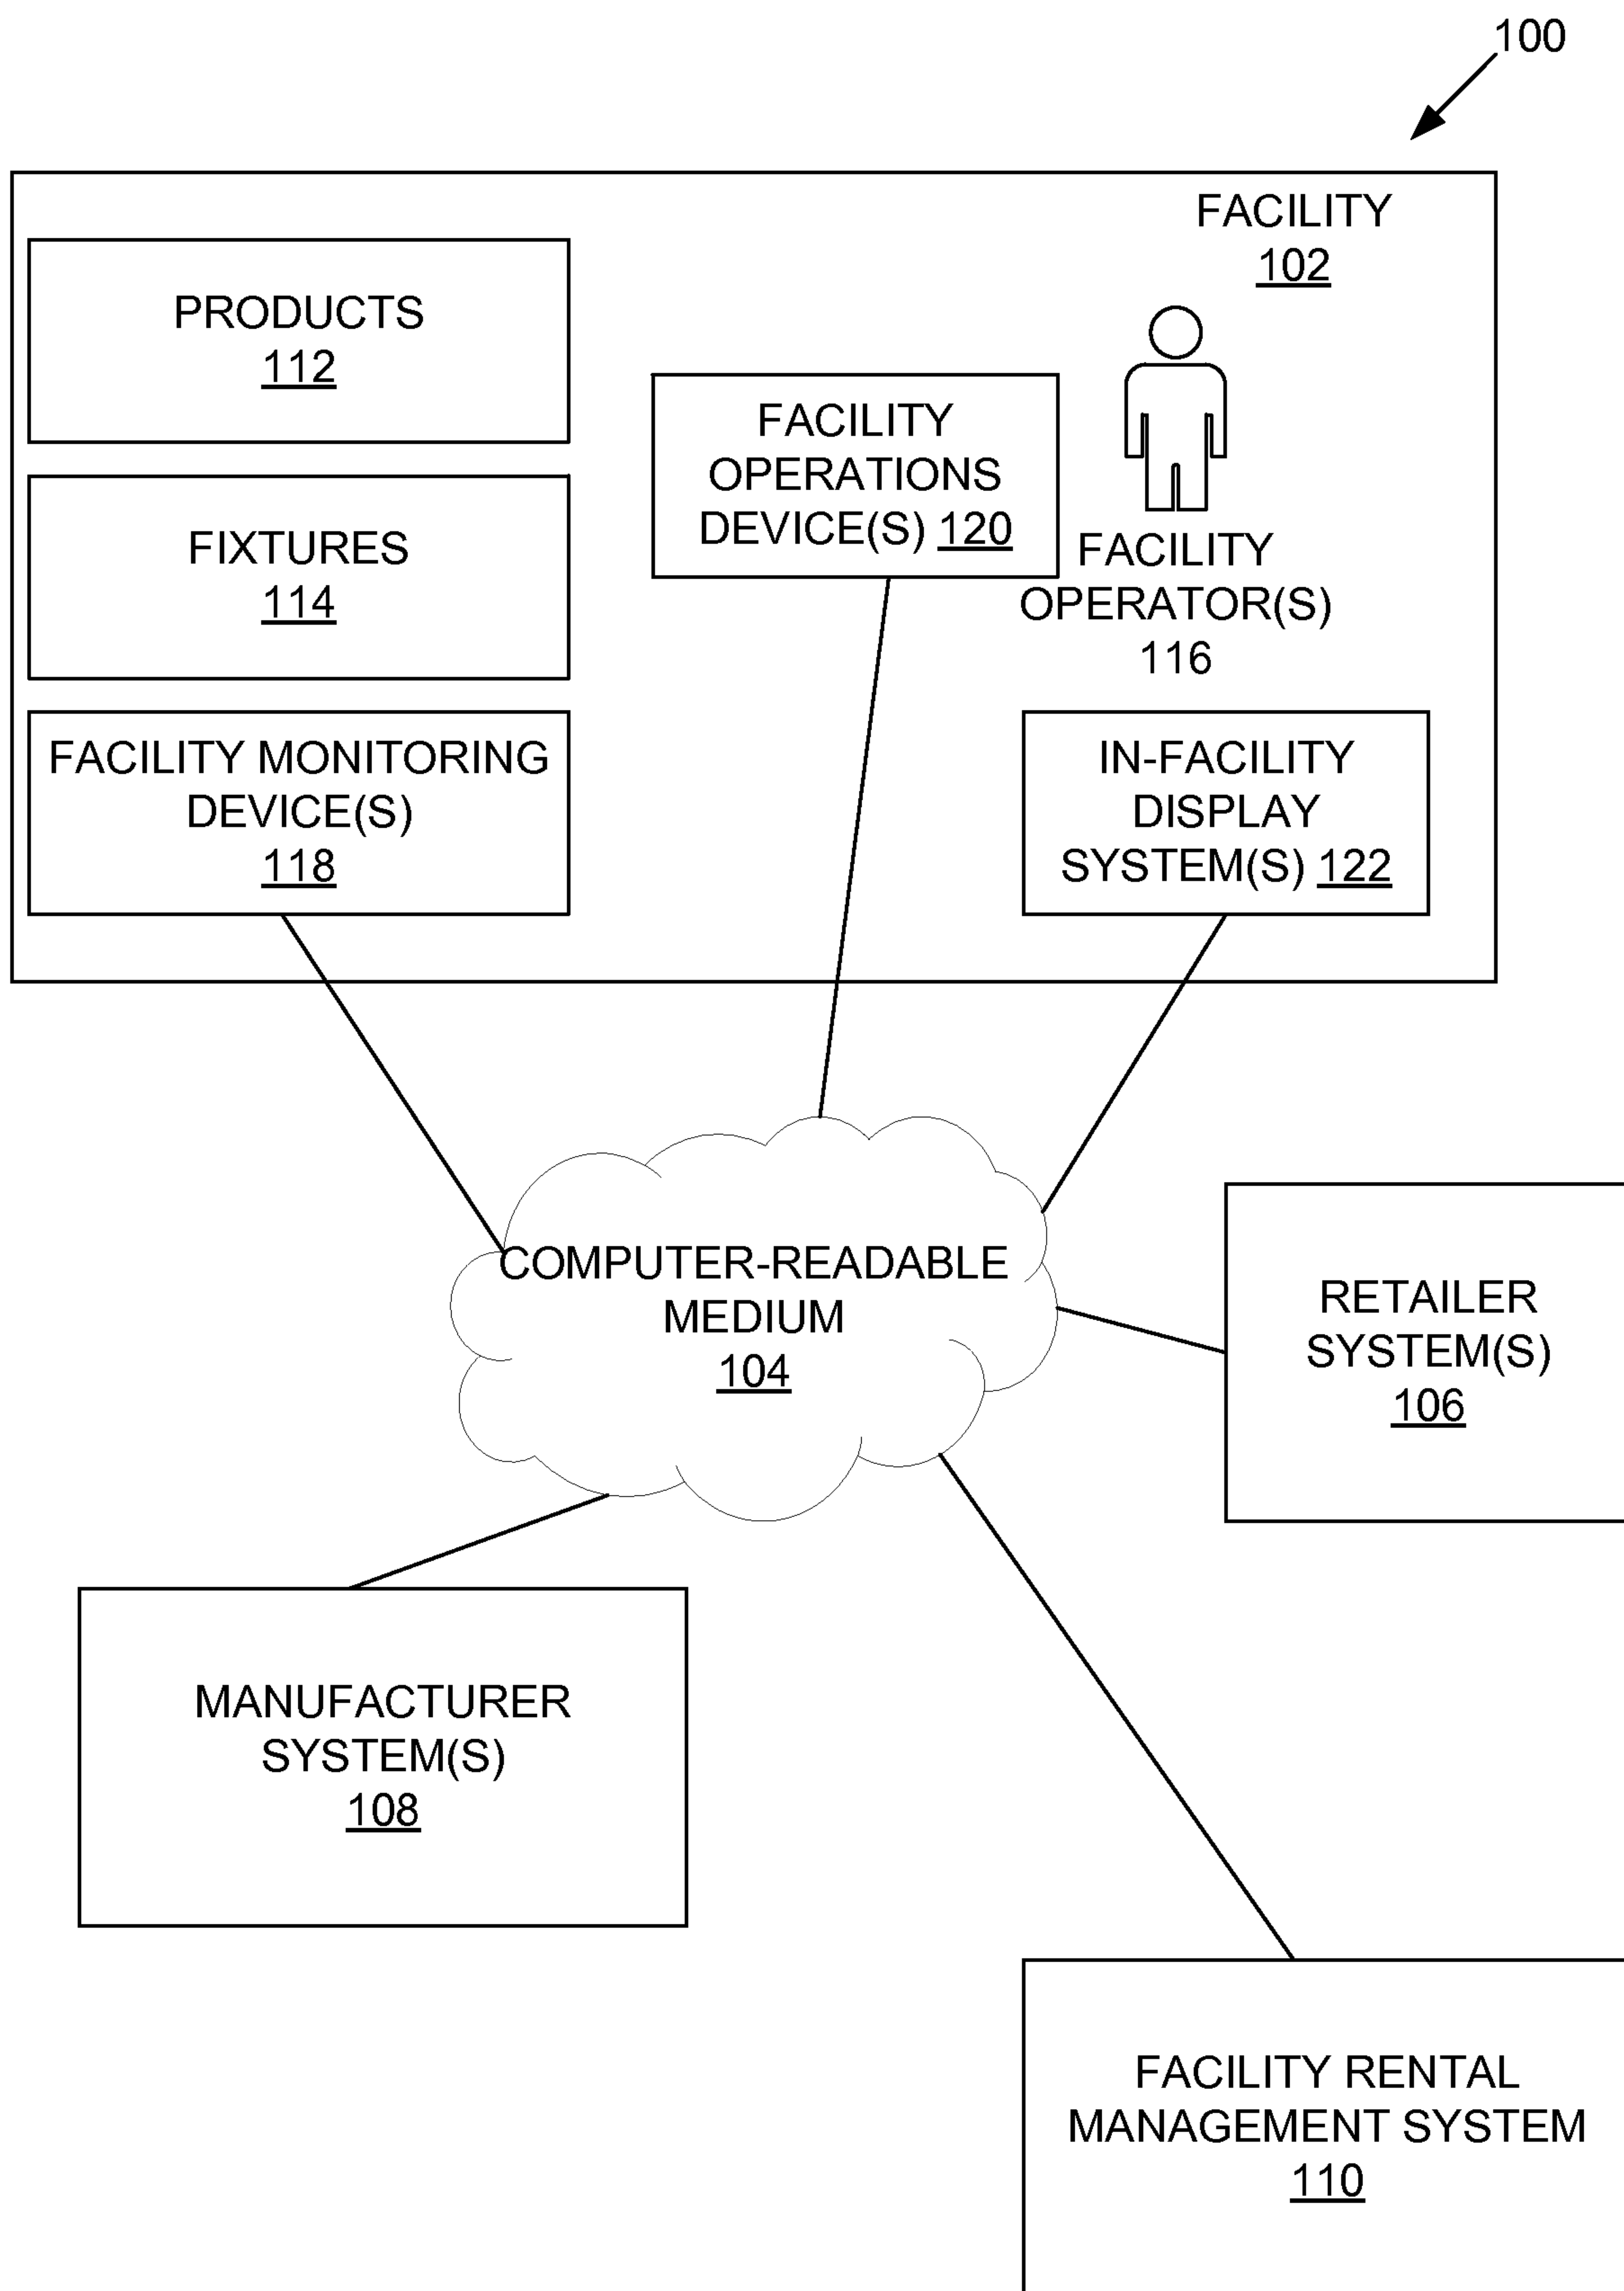 100
FACILITY
102
PRODUCTS
112
FACILITY
OPERATIONS
DEVICE(S) 120
FIXTURES
114
FACILITY
OPERATOR(S)
116
FACILITY MONITORING
DEVICE(S)
118
IN-FACILITY
DISPLAY
SYSTEM(S) 122
COMPUTER-READABLE
MEDIUM
104
RETAILER
SYSTEM(S)
106
MANUFACTURER
SYSTEM(S)
108
FACILITY RENTAL
MANAGEMENT SYSTEM
110